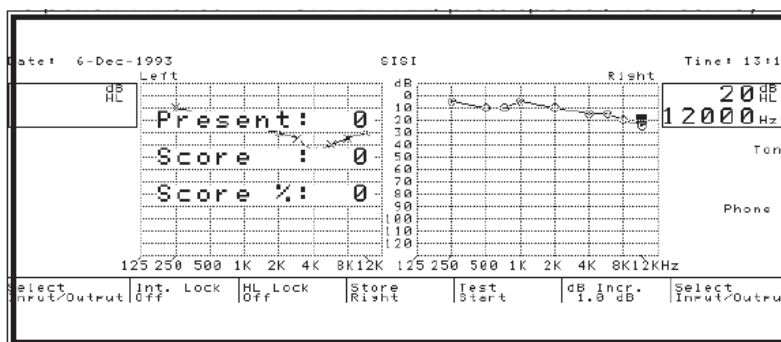 Date: 6-Dec-1993 SISI Time: 13:1
Left dB Right
dB HL
0
10
20
30
40
50
60
70
80
90
100
110
120
Present: 0
Score : 0
Score %: 0
20 dB HL
12000 Hz
Ton
Phone
125 250 500 1K 2K 4K 8K12K 125 250 500 1K 2K 4K 8K12KHz
Select Input/Output
Int. Lock Off
HL Lock Off
Store Right
Test Start
dB Incr. 1.0 dB
Select Input/Outpu